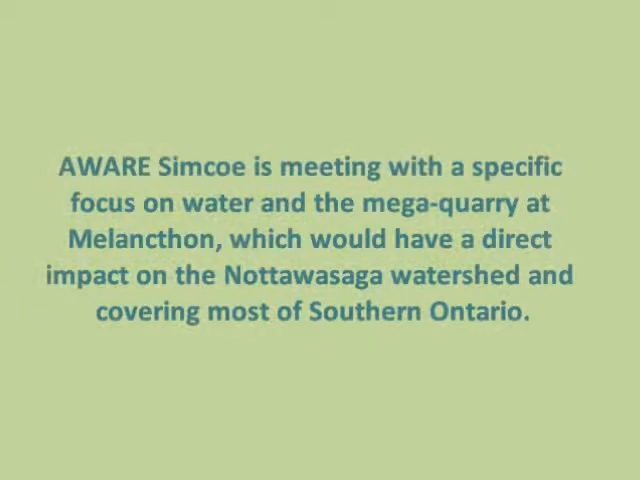 AWARE Simcoe is meeting with a specific
focus on water and the mega-quarry at
Melancthon, which would have a direct
impact on the Nottawasaga watershed and
covering most of Southern Ontario.